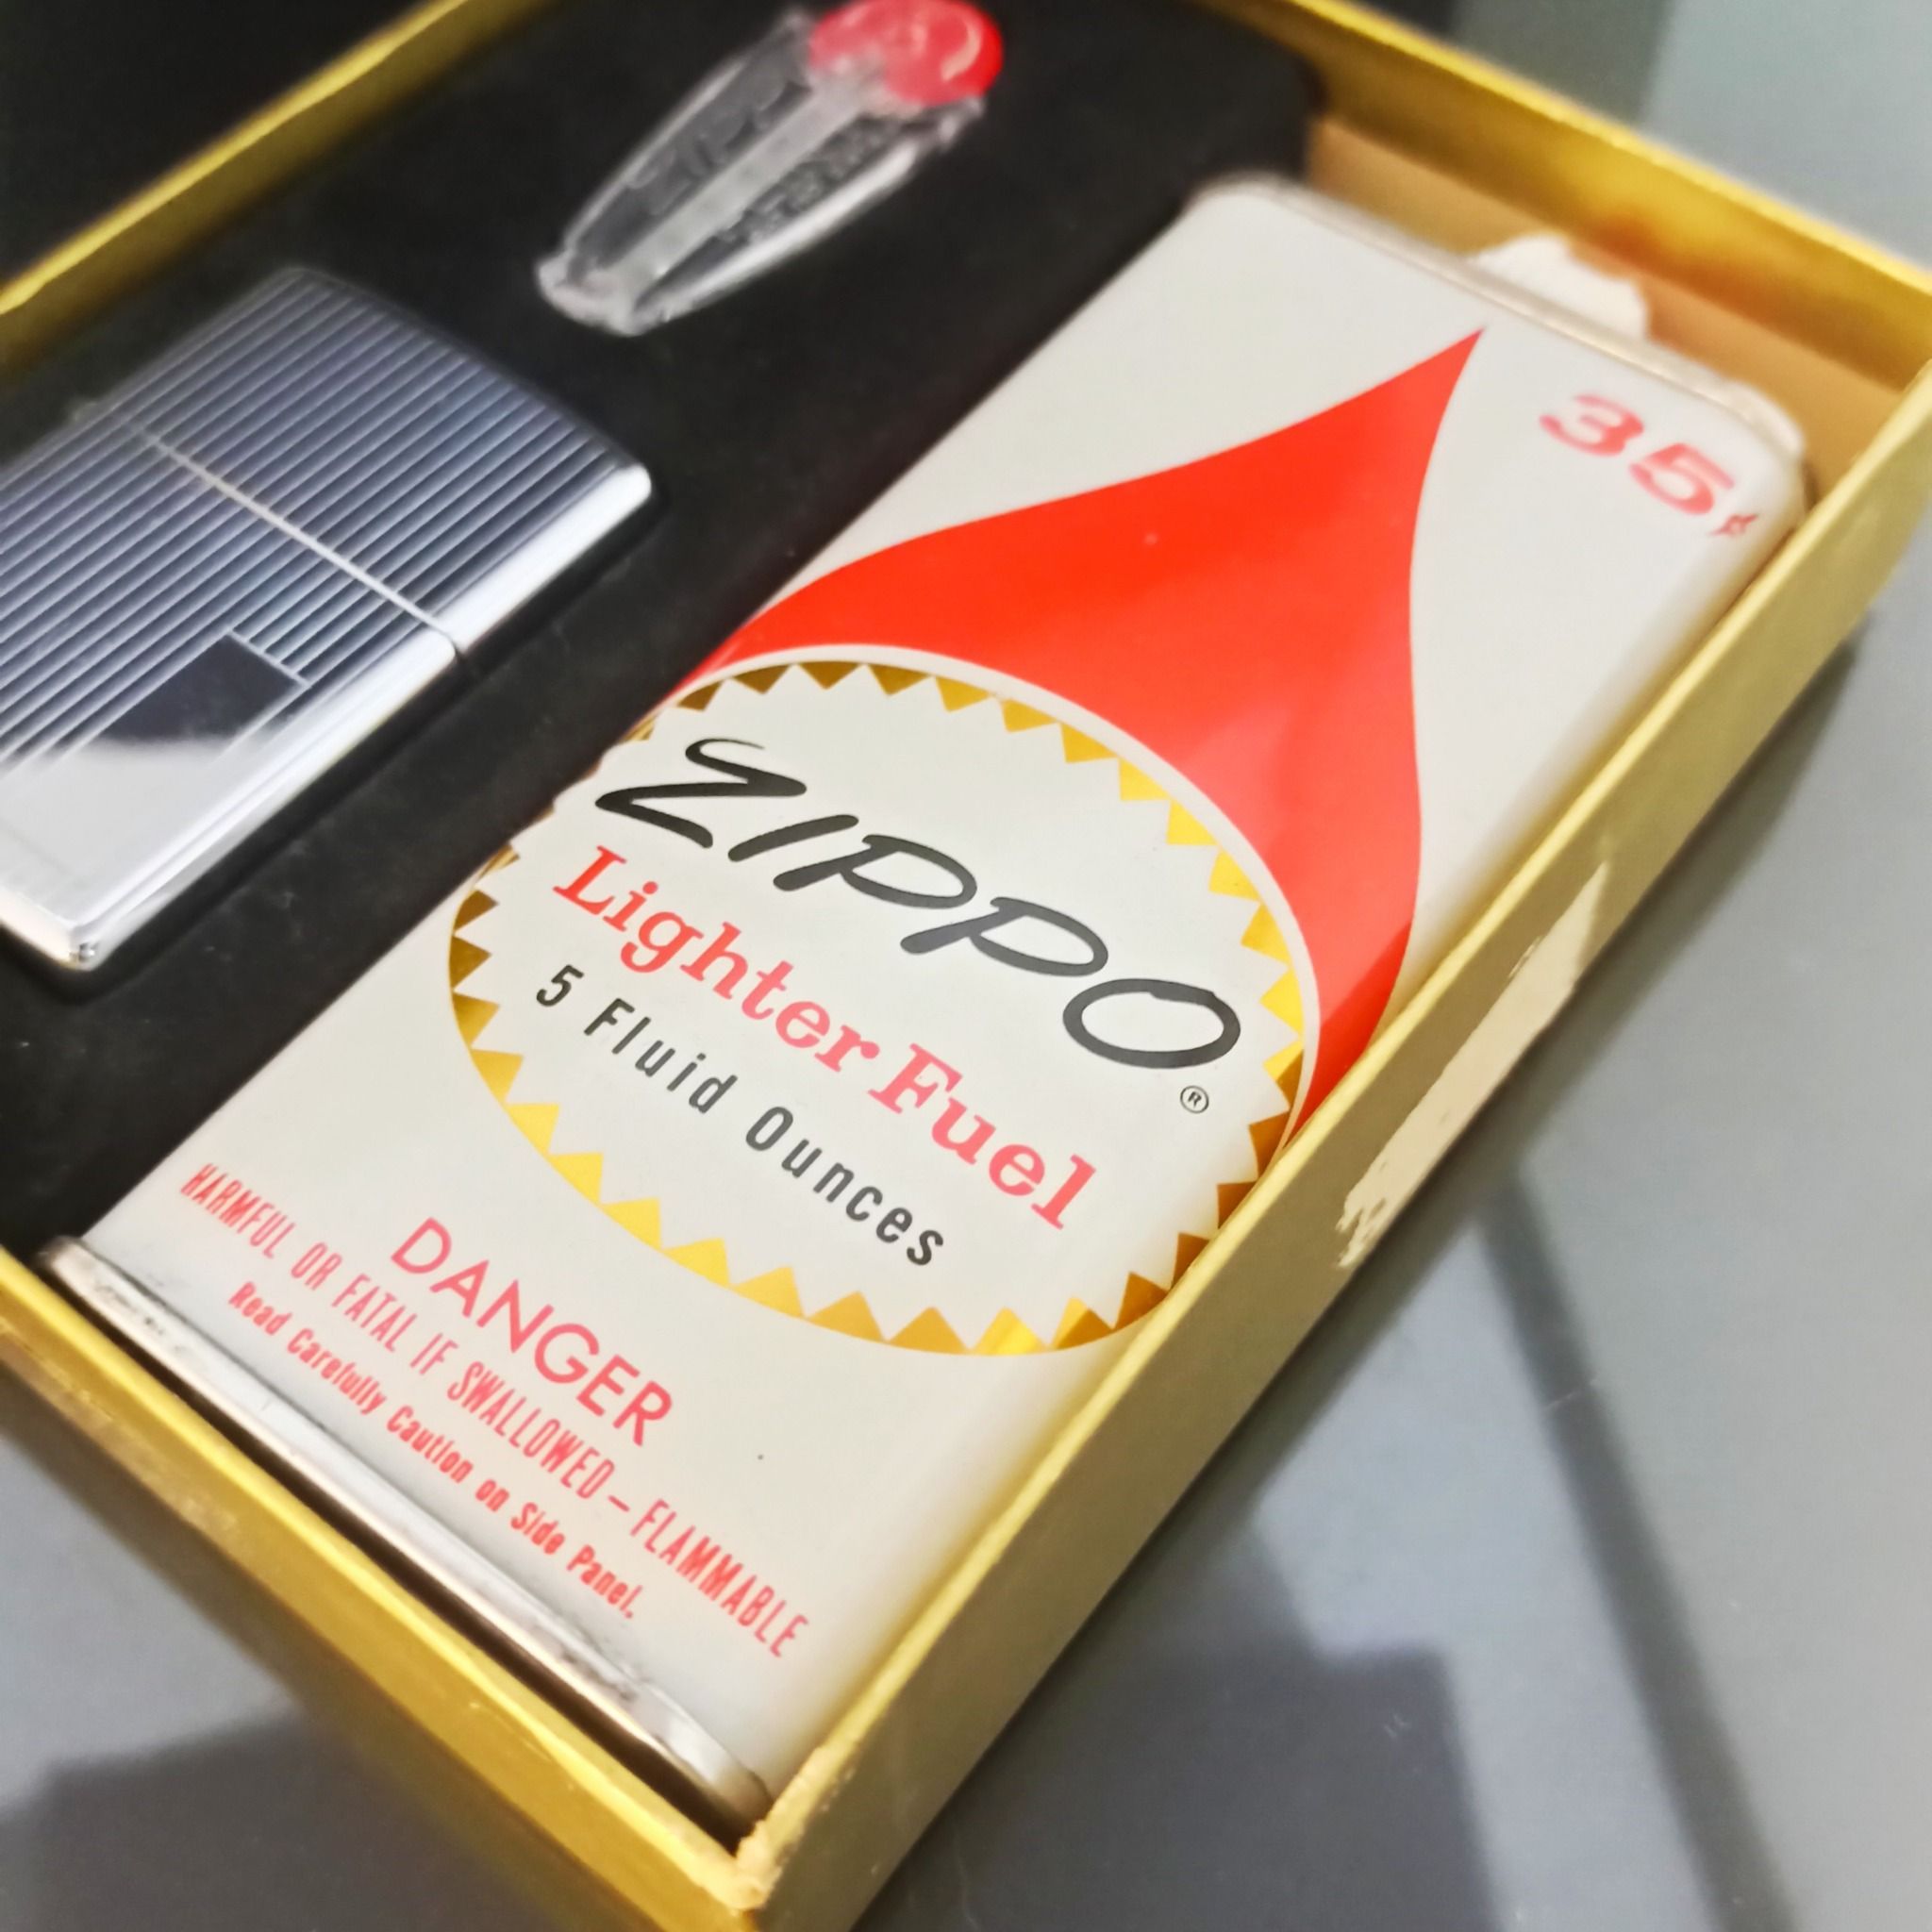 35¢
ZIPPO®
Lighter Fuel
5 Fluid Ounces
DANGER
HARMFUL OR FATAL IF SWALLOWED – FLAMMABLE
Read Carefully Caution on Side Panel.